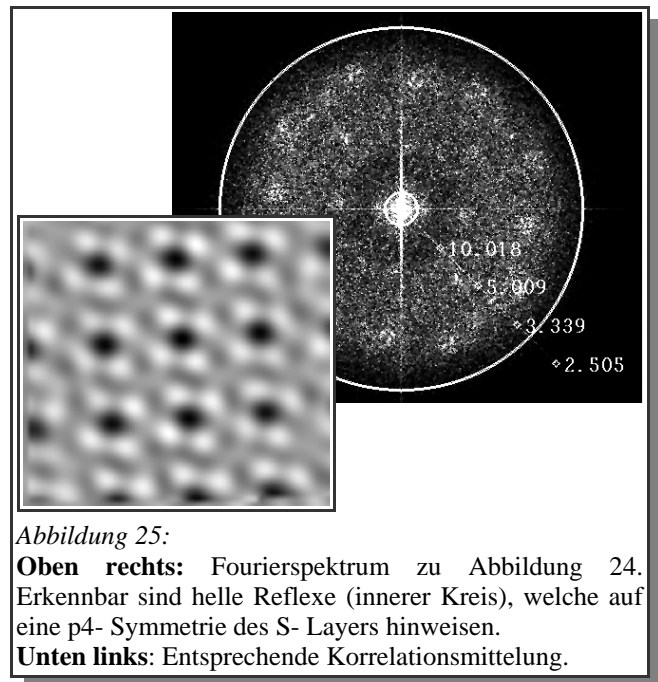 10.018
5.009
3.339
2.505
Abbildung 25:
Oben rechts: Fourierspektrum zu Abbildung 24.
Erkennbar sind helle Reflexe (innerer Kreis), welche auf
eine p4- Symmetrie des S- Layers hinweisen.
Unten links: Entsprechende Korrelationsmittelung.